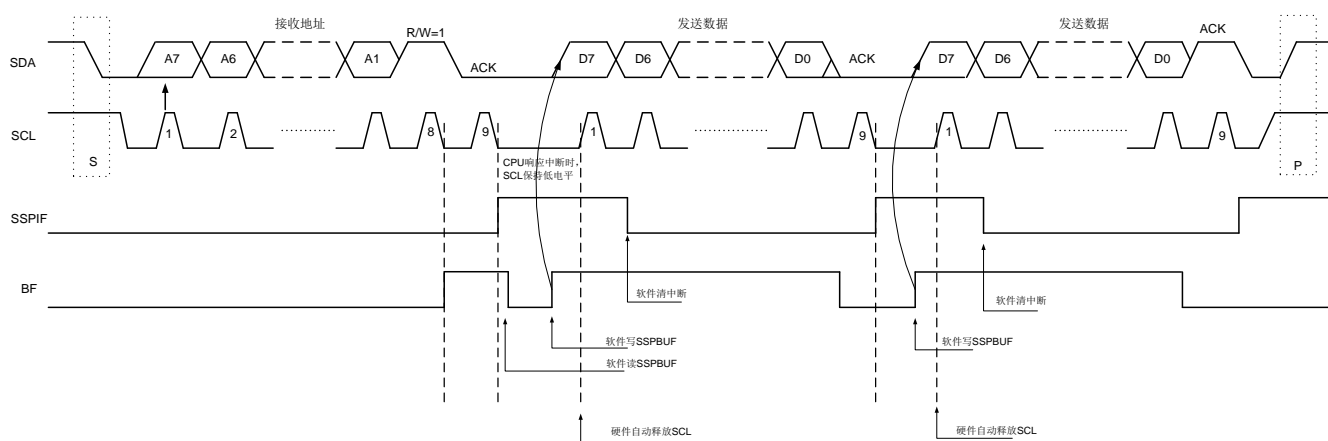 接收地址
发送数据
发送数据
R/W=1
ACK
SDA
A7
A6
A1
ACK
D7
D6
D0
ACK
D7
D6
D0
SCL
1
2
8
9
1
9
1
9
S
CPU响应中断时，
SCL保持低电平
P
SSPIF
BF
软件清中断
软件清中断
软件写SSPBUF
软件写SSPBUF
软件读SSPBUF
硬件自动释放SCL
硬件自动释放SCL